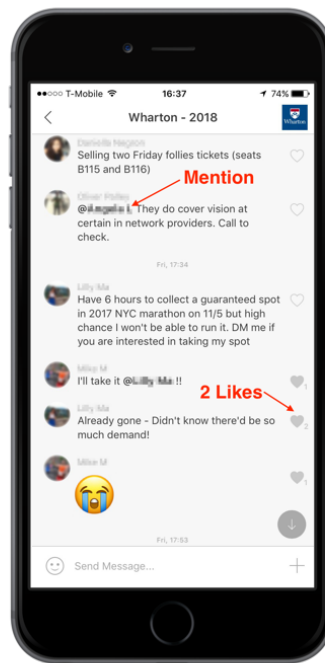 T-Mobile 16:37 74%
Wharton - 2018
Wharton
Selling two Friday follies tickets (seats
B115 and B116)
Mention
They do cover vision at
certain in network providers. Call to
check.
Fri, 17:34
Lilly Ma
Have 6 hours to collect a guaranteed spot
in 2017 NYC marathon on 11/5 but high
chance I won't be able to run it. DM me if
you are interested in taking my spot
Mike M
I'll take it @Lilly Ma !!
1
2 Likes
Lilly Ma
Already gone - Didn't know there'd be so
much demand!
2
Mike M
1
Fri, 17:53
Send Message...